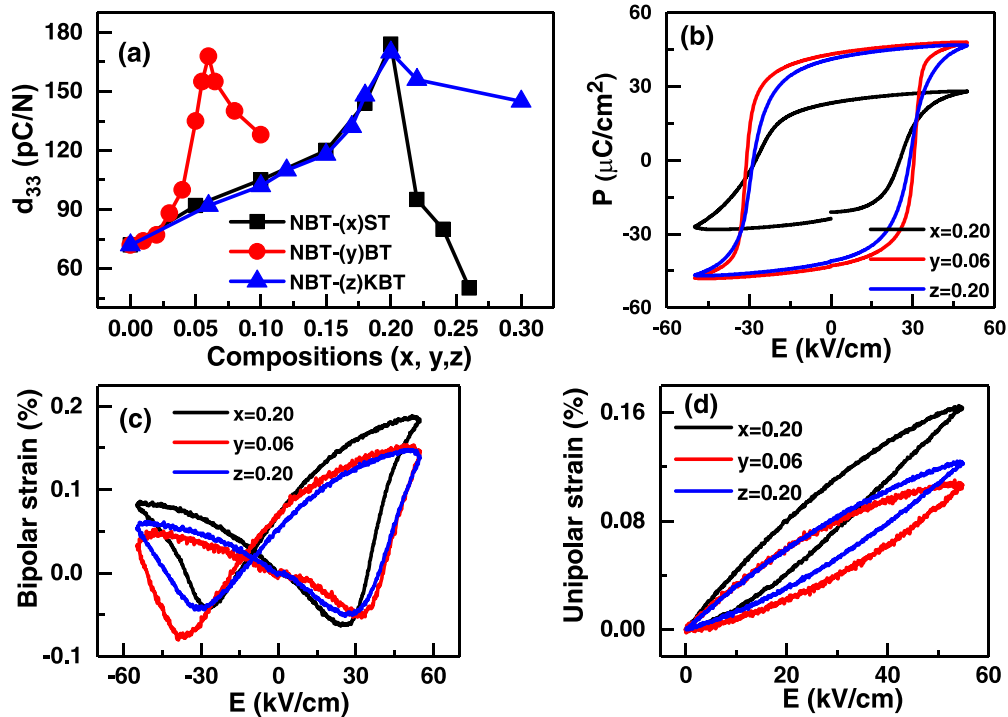 (a)
d33 (pC/N)
180
150
120
90
60
NBT-(x)ST
NBT-(y)BT
NBT-(z)KBT
0.00 0.05 0.10 0.15 0.20 0.25 0.30
Compositions (x, y,z)
(b)
P (μC/cm2)
60
30
0
-30
-60
x=0.20
y=0.06
z=0.20
-60 -30 0 30 60
E (kV/cm)
(c)
Bipolar strain (%)
0.2
0.1
0.0
-0.1
x=0.20
y=0.06
z=0.20
-60 -30 0 30 60
E (kV/cm)
(d)
Unipolar strain (%)
0.16
0.08
0.00
x=0.20
y=0.06
z=0.20
0 20 40 60
E (kV/cm)